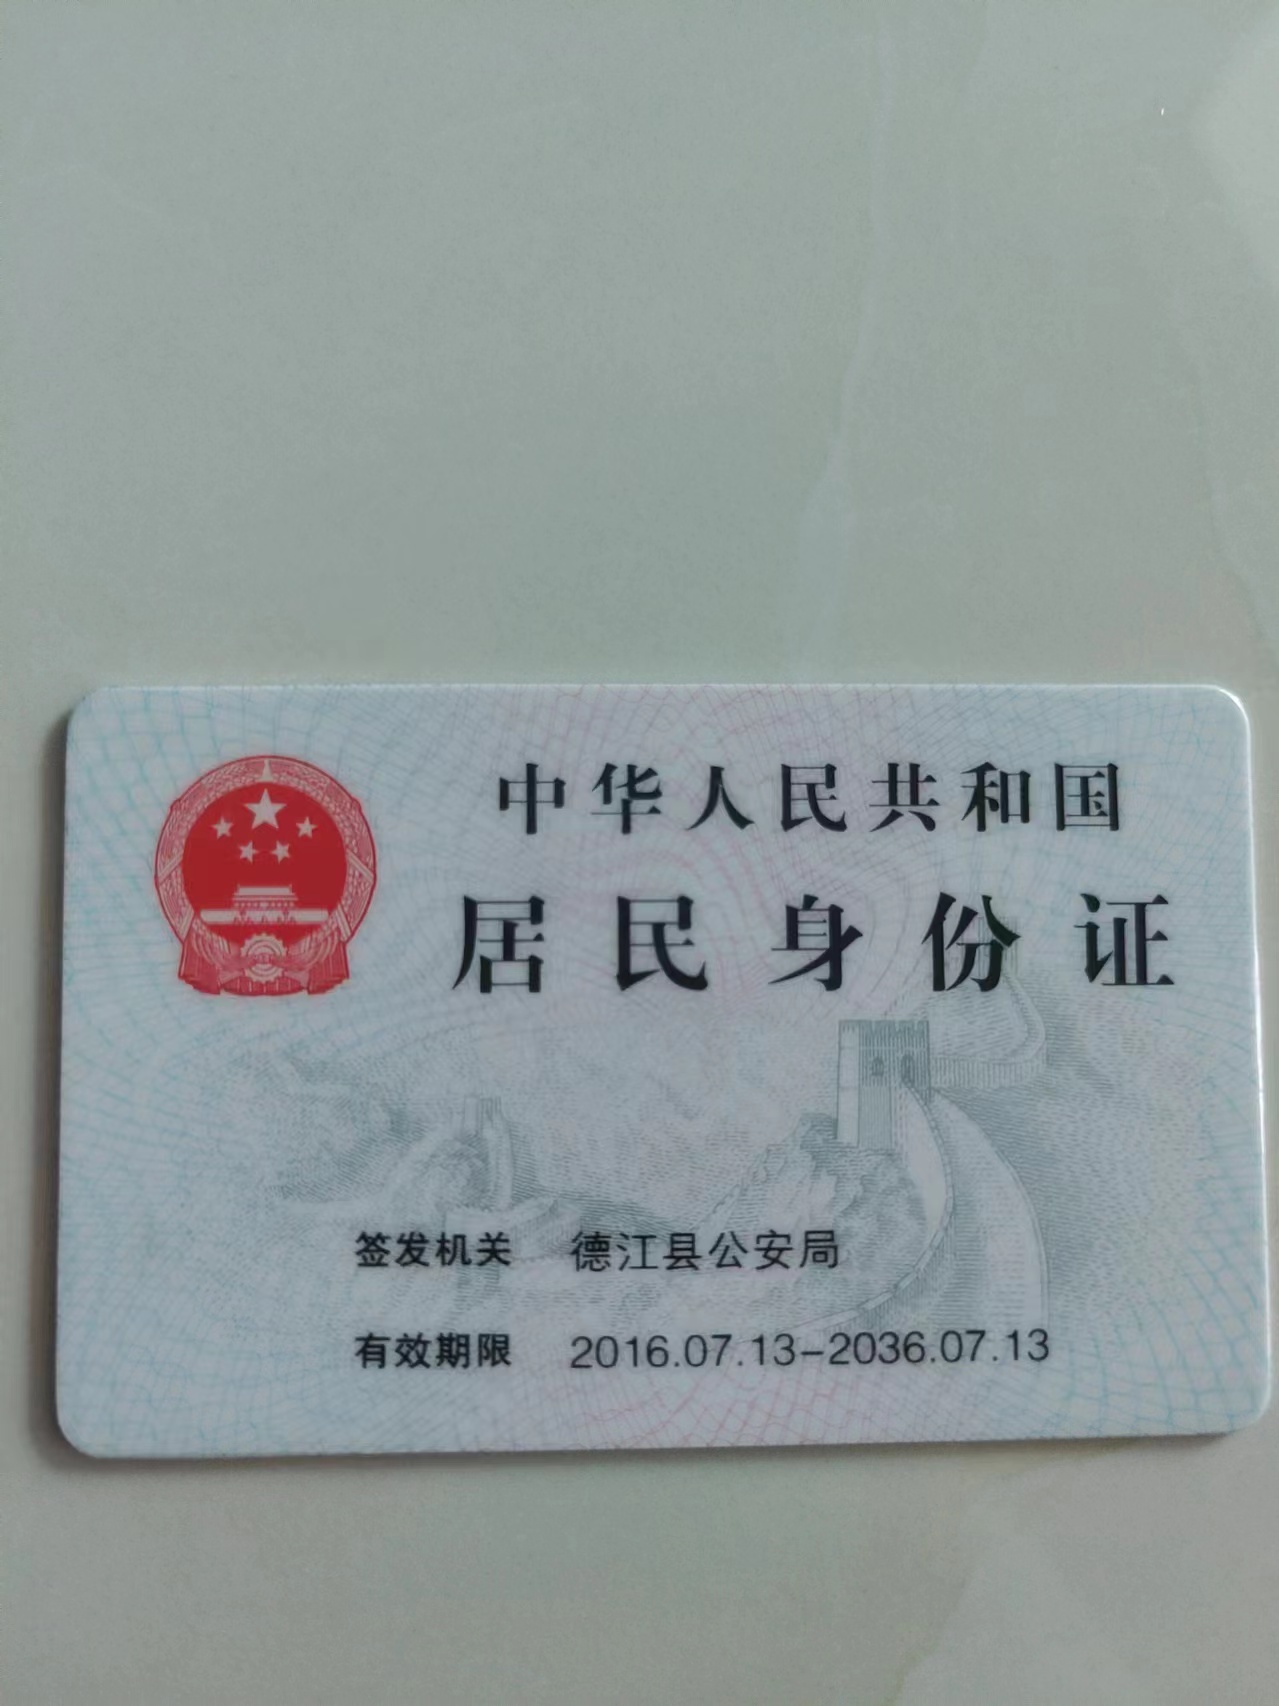 中华人民共和国
居民身份证
签发机关 德江县公安局
有效期限 2016.07.13-2036.07.13